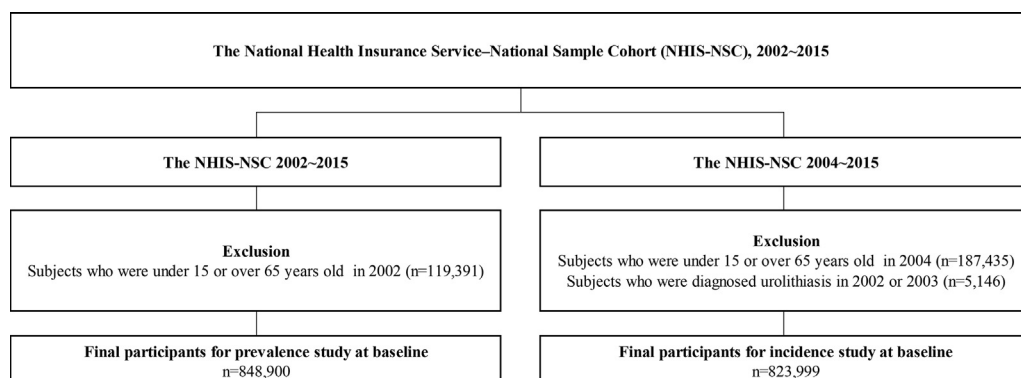 The National Health Insurance Service–National Sample Cohort (NHIS-NSC), 2002~2015
The NHIS-NSC 2002~2015
The NHIS-NSC 2004~2015
Exclusion
Subjects who were under 15 or over 65 years old in 2002 (n=119,391)
Exclusion
Subjects who were under 15 or over 65 years old in 2004 (n=187,435)
Subjects who were diagnosed urolithiasis in 2002 or 2003 (n=5,146)
Final participants for prevalence study at baseline
n=848,900
Final participants for incidence study at baseline
n=823,999